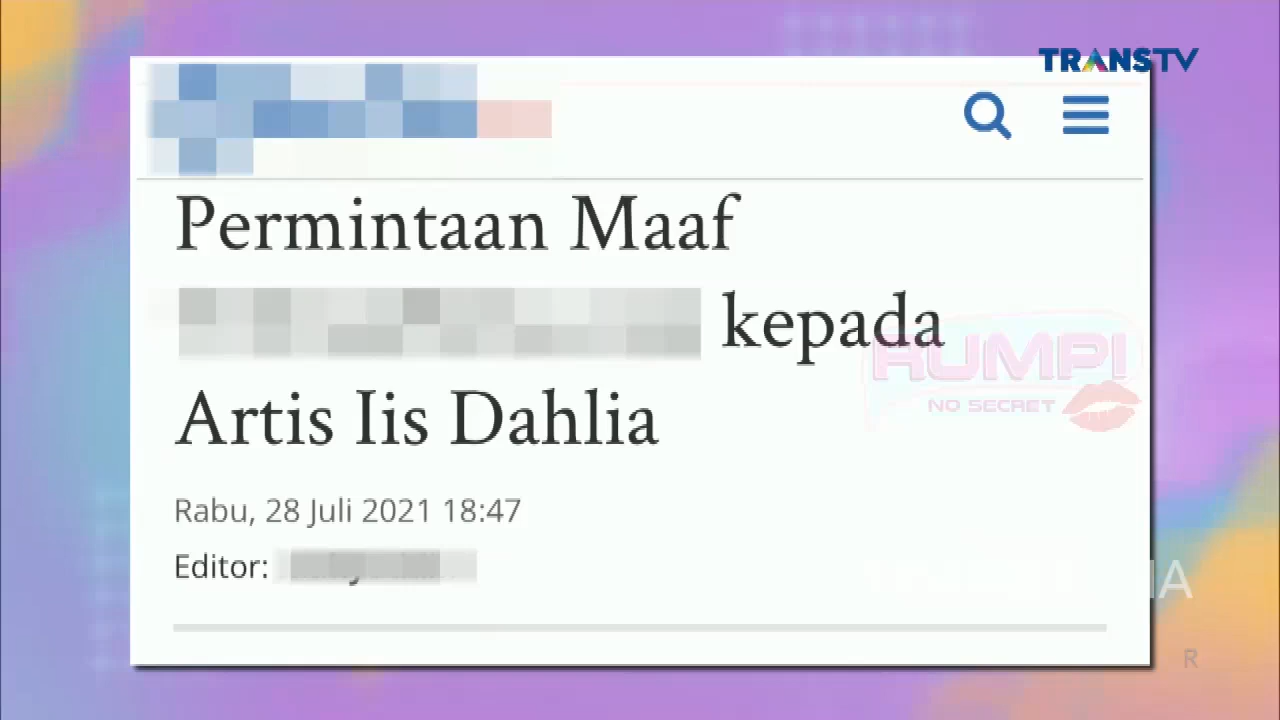 TRANSTV
Permintaan Maaf
kepada
Artis Iis Dahlia
RUMPI
NO SECRET
Rabu, 28 Juli 2021 18:47
Editor: